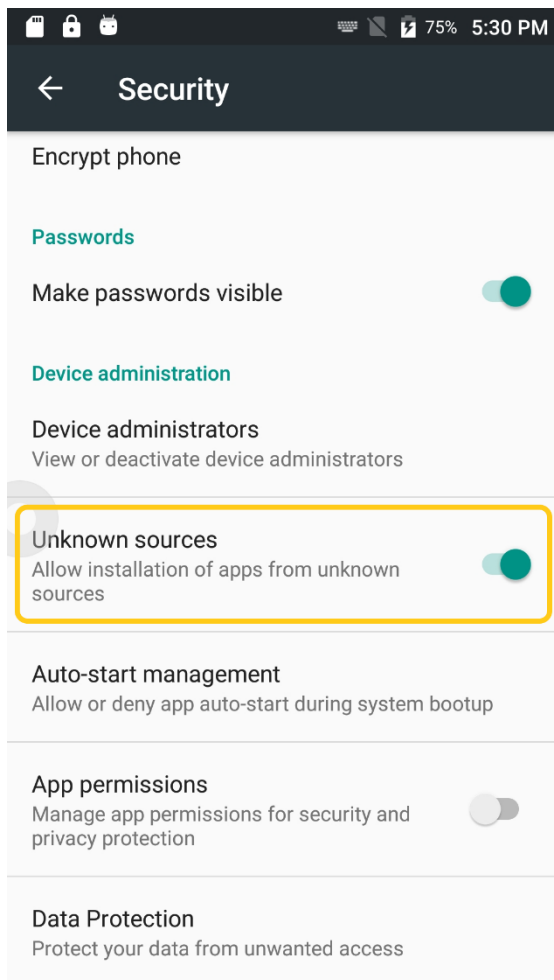 75% 5:30 PM
Security
Encrypt phone
Passwords
Make passwords visible
Device administration
Device administrators
View or deactivate device administrators
Unknown sources
Allow installation of apps from unknown
sources
Auto-start management
Allow or deny app auto-start during system bootup
App permissions
Manage app permissions for security and
privacy protection
Data Protection
Protect your data from unwanted access